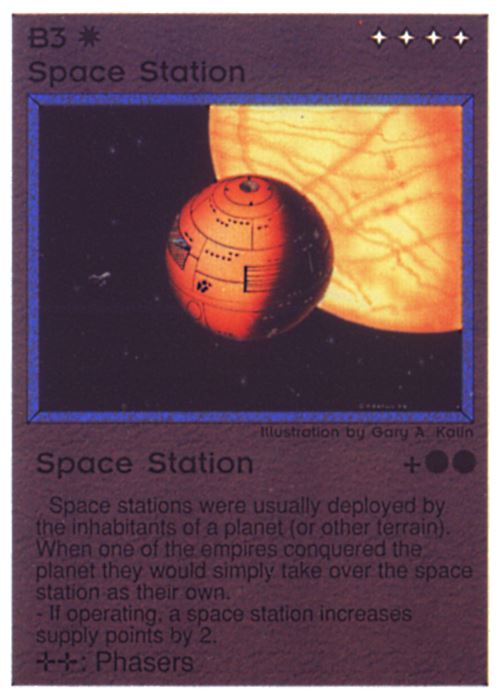 B3
Space Station
Illustration by Gary A. Kalin
Space Station +
Space stations were usually deployed by
the inhabitants of a planet (or other terrain).
When one of the empires conquered the
planet they would simply take over the space
station as their own.
- If operating, a space station increases
supply points by 2.
: Phasers